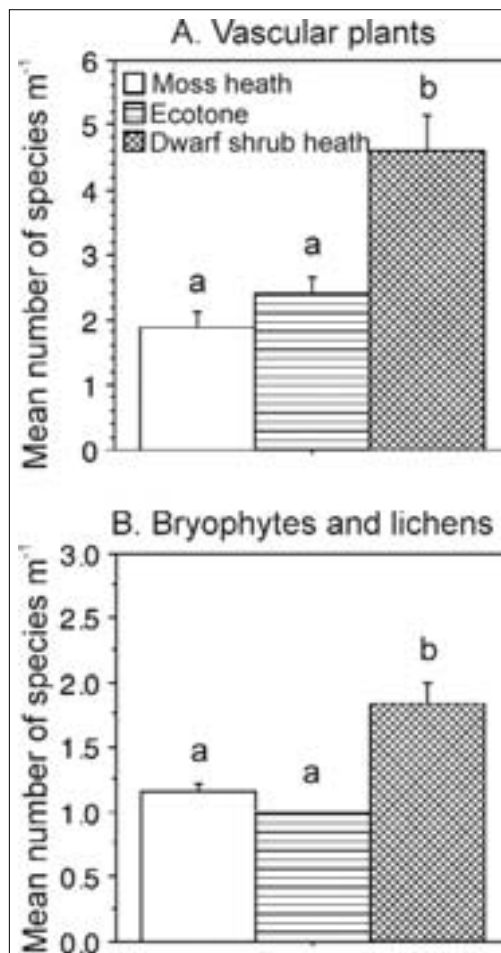 A. Vascular plants
Mean number of species m⁻¹
6
5
4
3
2
1
0
Moss heath
Ecotone
Dwarf shrub heath
a
a
b
B. Bryophytes and lichens
Mean number of species m⁻¹
3.0
2.5
2.0
1.5
1.0
0.5
0.0
a
a
b